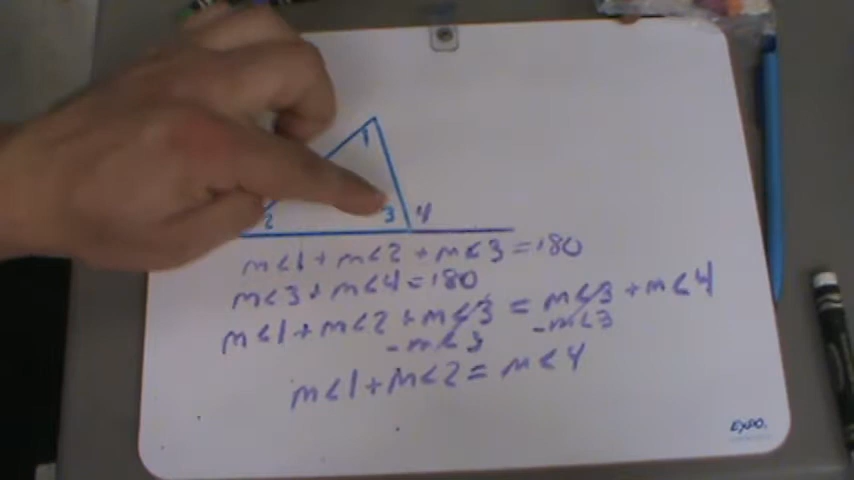 1
2 3 4
m<1 + m<2 + m<3 = 180
m<3 + m<4 = 180
m<1 + m<2 + m<3 = m<3 + m<4
- m<3 - m<3
m<1 + m<2 = m<4
EXPO.